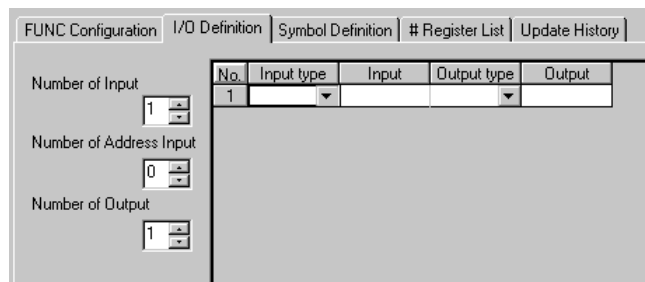 FUNC Configuration I/O Definition Symbol Definition # Register List Update History
Number of Input
1
Number of Address Input
0
Number of Output
1
No. Input type Input Output type Output
1